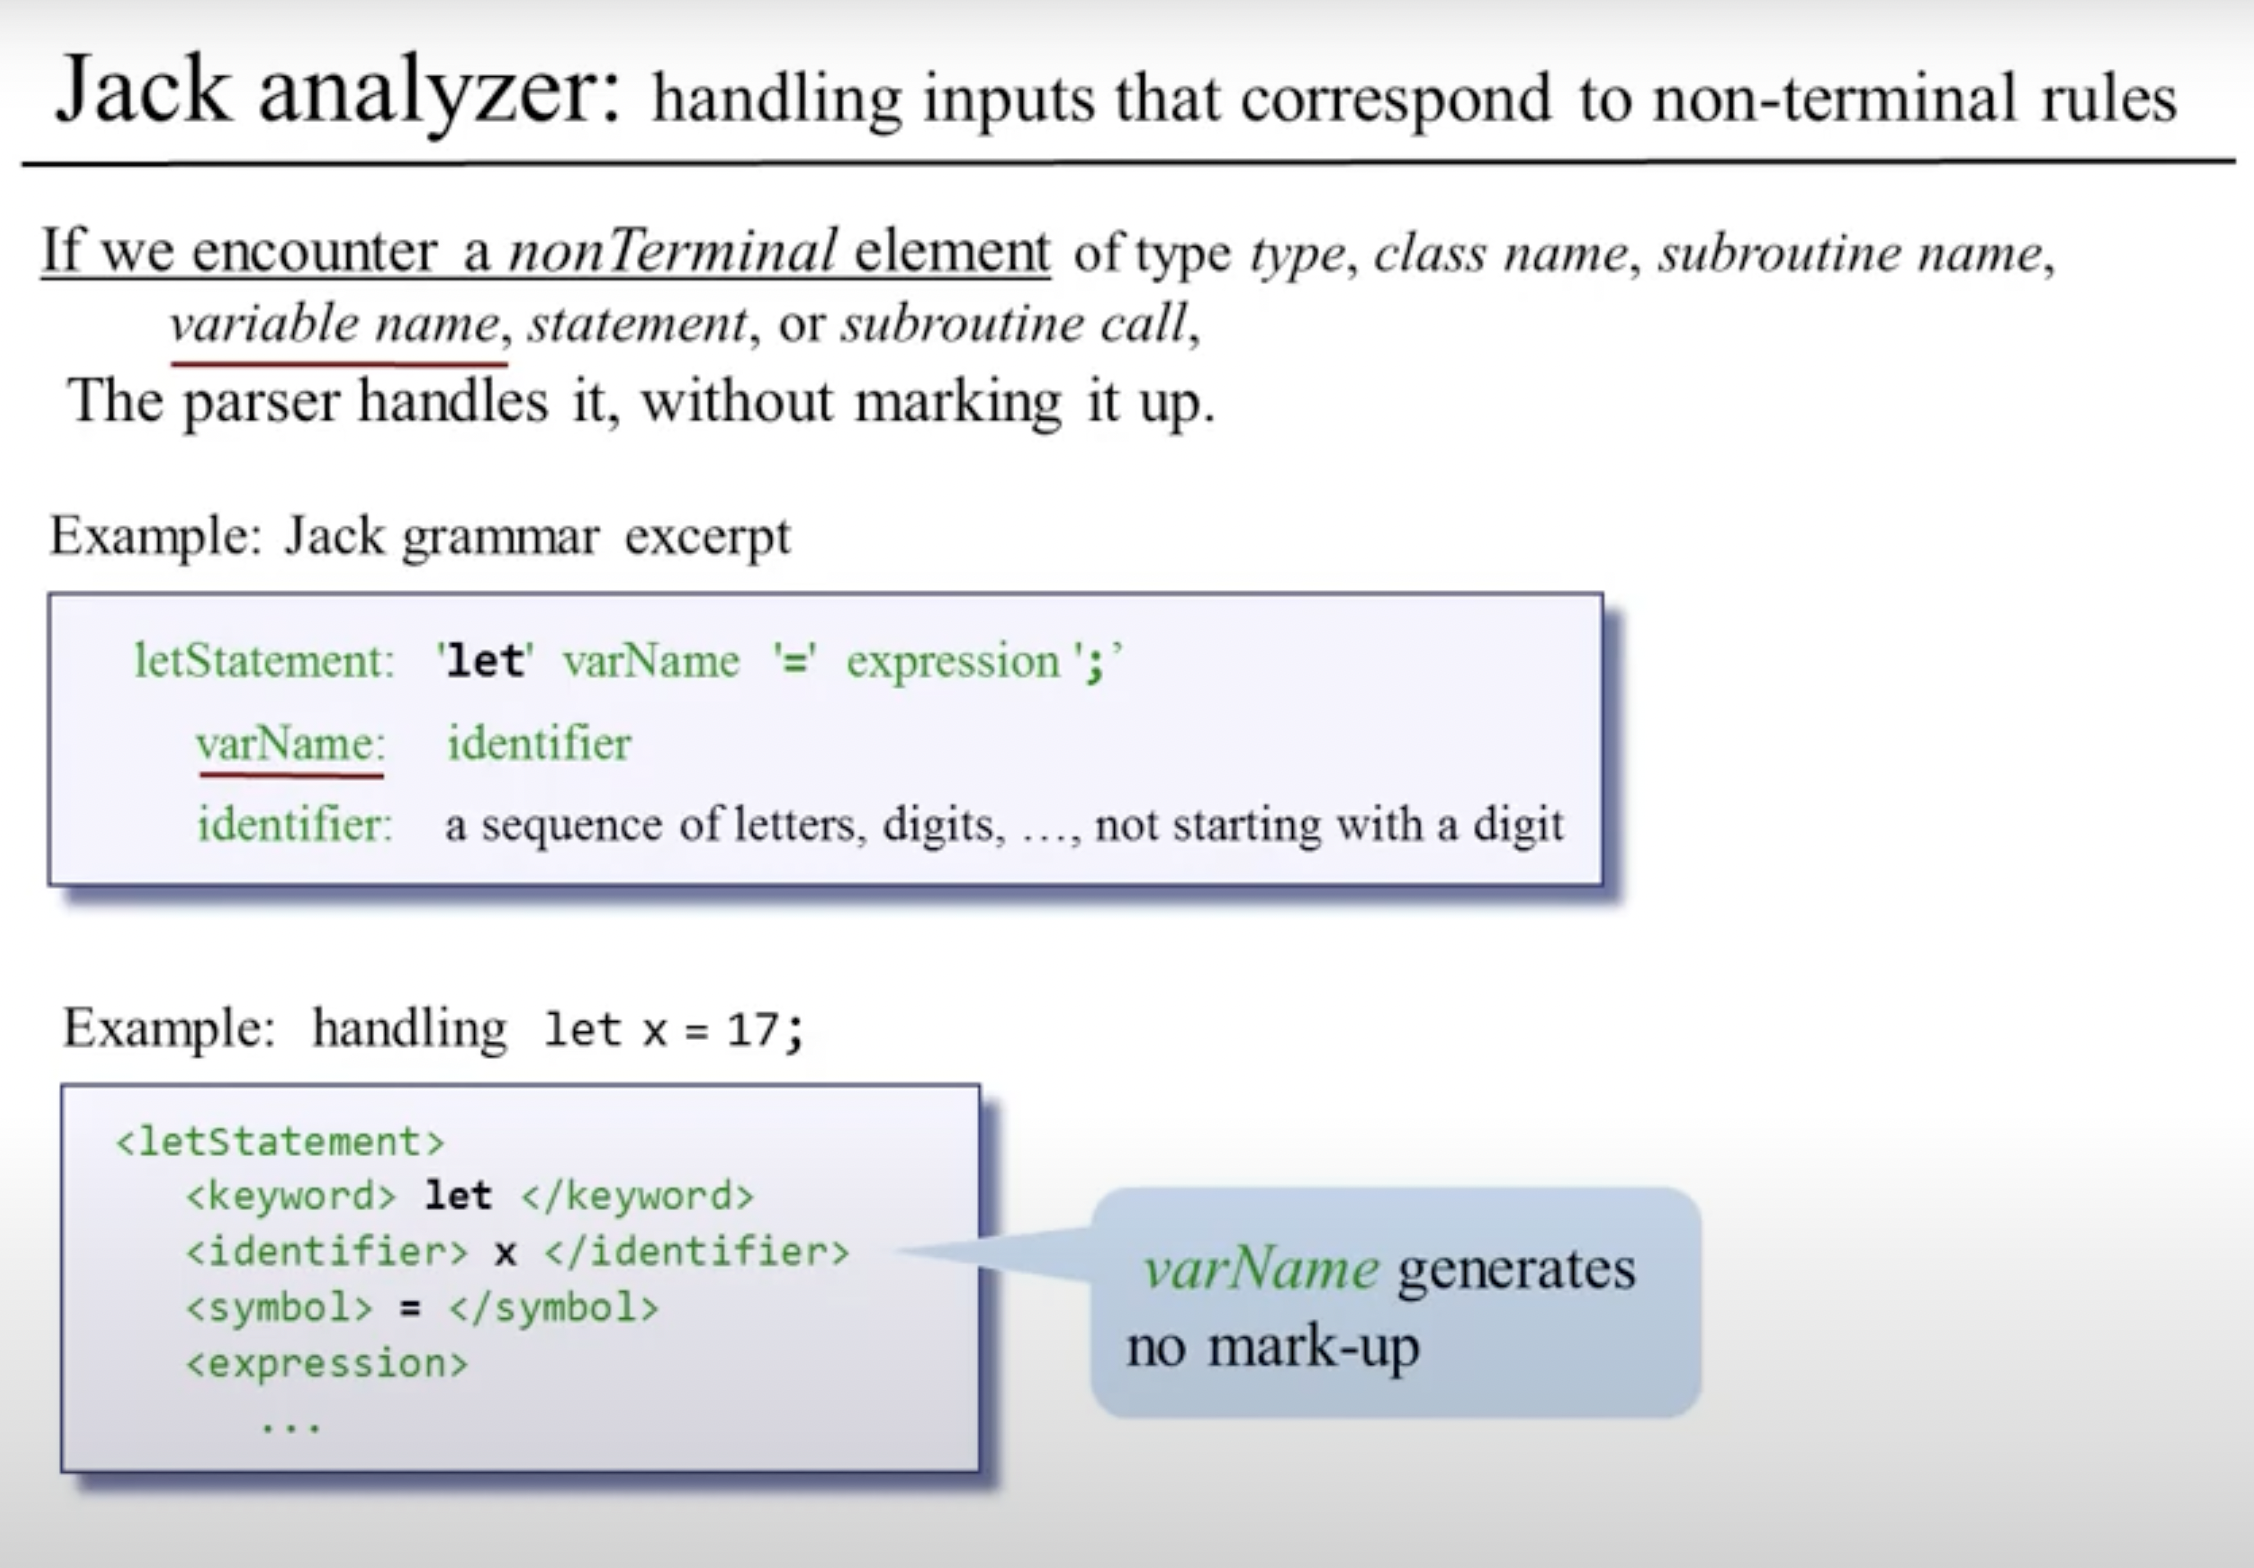 Jack analyzer: handling inputs that correspond to non-terminal rules
If we encounter a nonTerminal element of type type, class name, subroutine name,
variable name, statement, or subroutine call,
The parser handles it, without marking it up.
Example: Jack grammar excerpt
letStatement: 'let' varName '=' expression ';’
varName: identifier
identifier: a sequence of letters, digits, …, not starting with a digit
Example: handling let x = 17;
<letStatement>
<keyword> let </keyword>
<identifier> x </identifier>
<symbol> = </symbol>
<expression>
...
varName generates
no mark-up